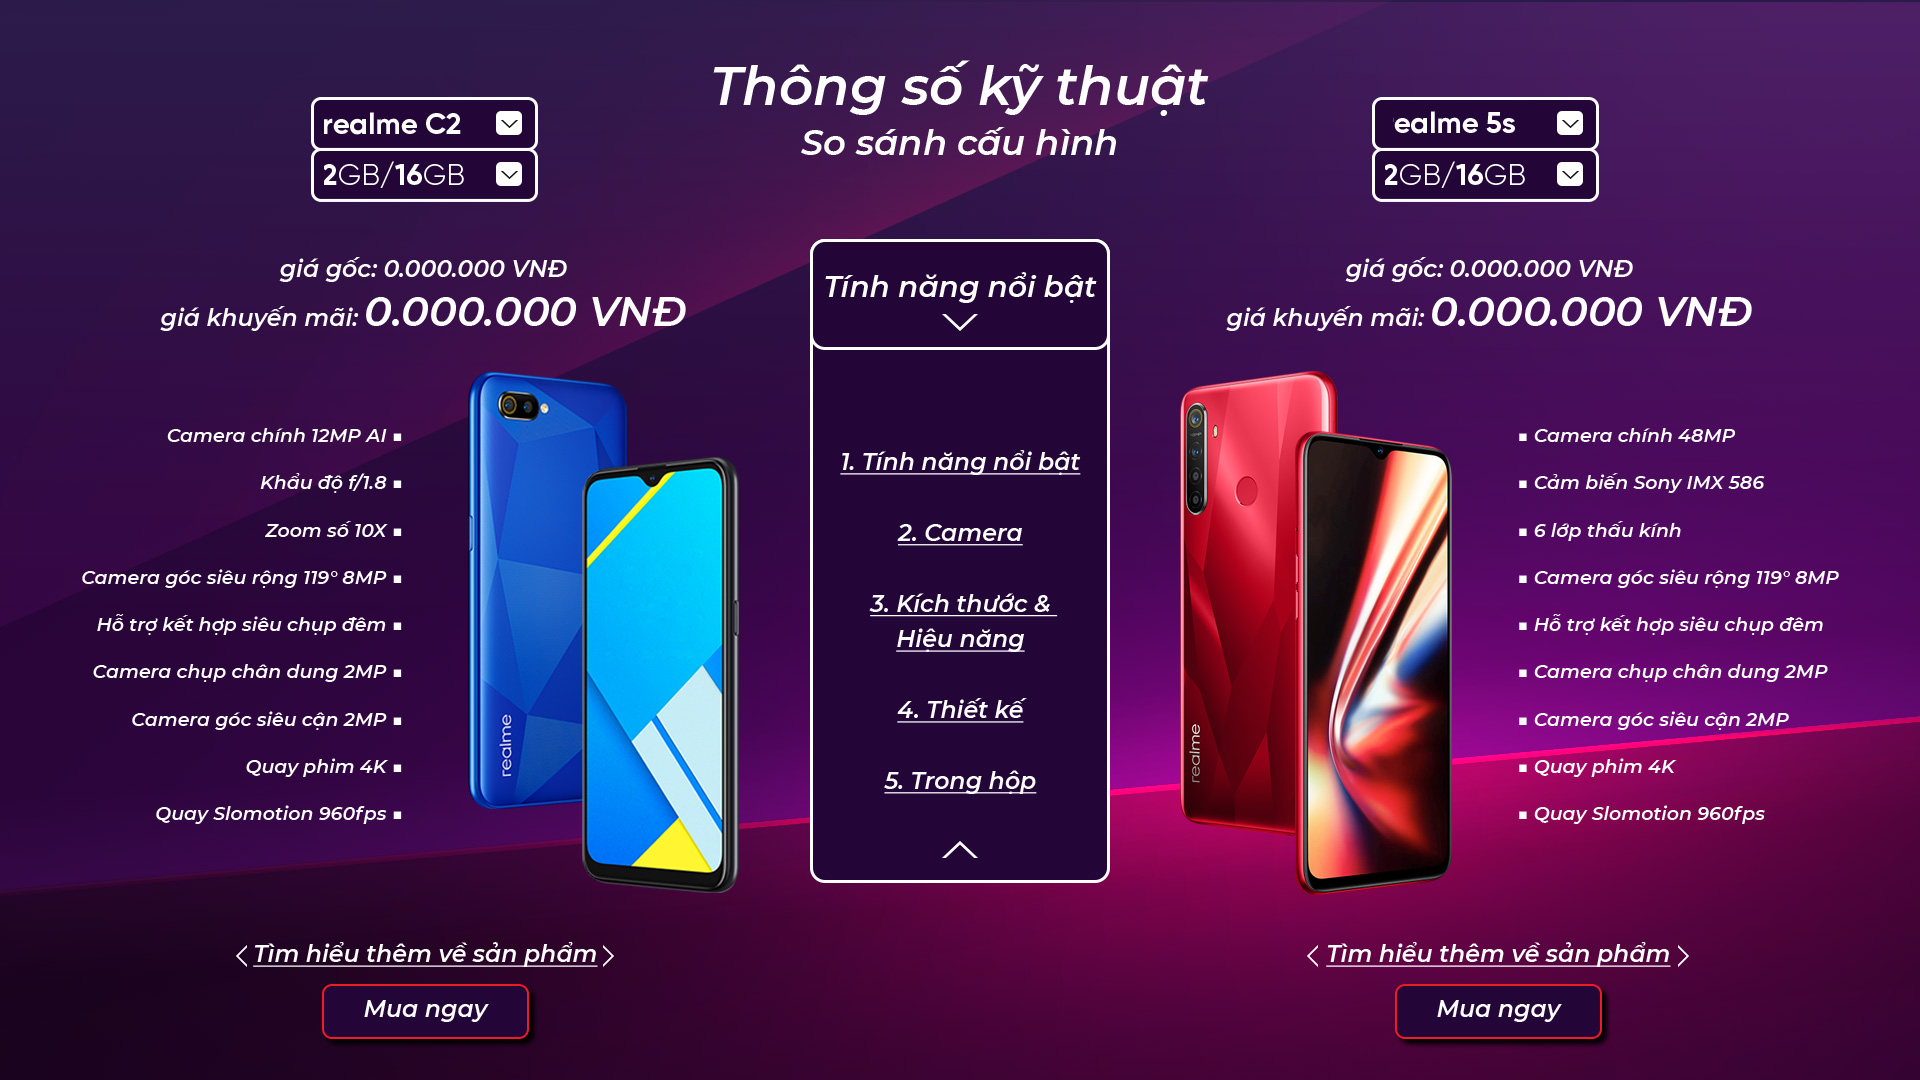 Thông số kỹ thuật
So sánh cấu hình
realme C2
2GB/16GB
giá gốc: 0.000.000 VNĐ
giá khuyến mãi: 0.000.000 VNĐ
Camera chính 12MP AI
Khẩu độ f/1.8
Zoom số 10X
Camera góc siêu rộng 119° 8MP
Hỗ trợ kết hợp siêu chụp đêm
Camera chụp chân dung 2MP
Camera góc siêu cận 2MP
Quay phim 4K
Quay Slomotion 960fps
realme
Tìm hiểu thêm về sản phẩm
Mua ngay
Tính năng nổi bật
1. Tính năng nổi bật
2. Camera
3. Kích thước &
Hiệu năng
4. Thiết kế
5. Trong hộp
ealme 5s
2GB/16GB
giá gốc: 0.000.000 VNĐ
giá khuyến mãi: 0.000.000 VNĐ
realme
Camera chính 48MP
Cảm biến Sony IMX 586
6 lớp thấu kính
Camera góc siêu rộng 119° 8MP
Hỗ trợ kết hợp siêu chụp đêm
Camera chụp chân dung 2MP
Camera góc siêu cận 2MP
Quay phim 4K
Quay Slomotion 960fps
Tìm hiểu thêm về sản phẩm
Mua ngay